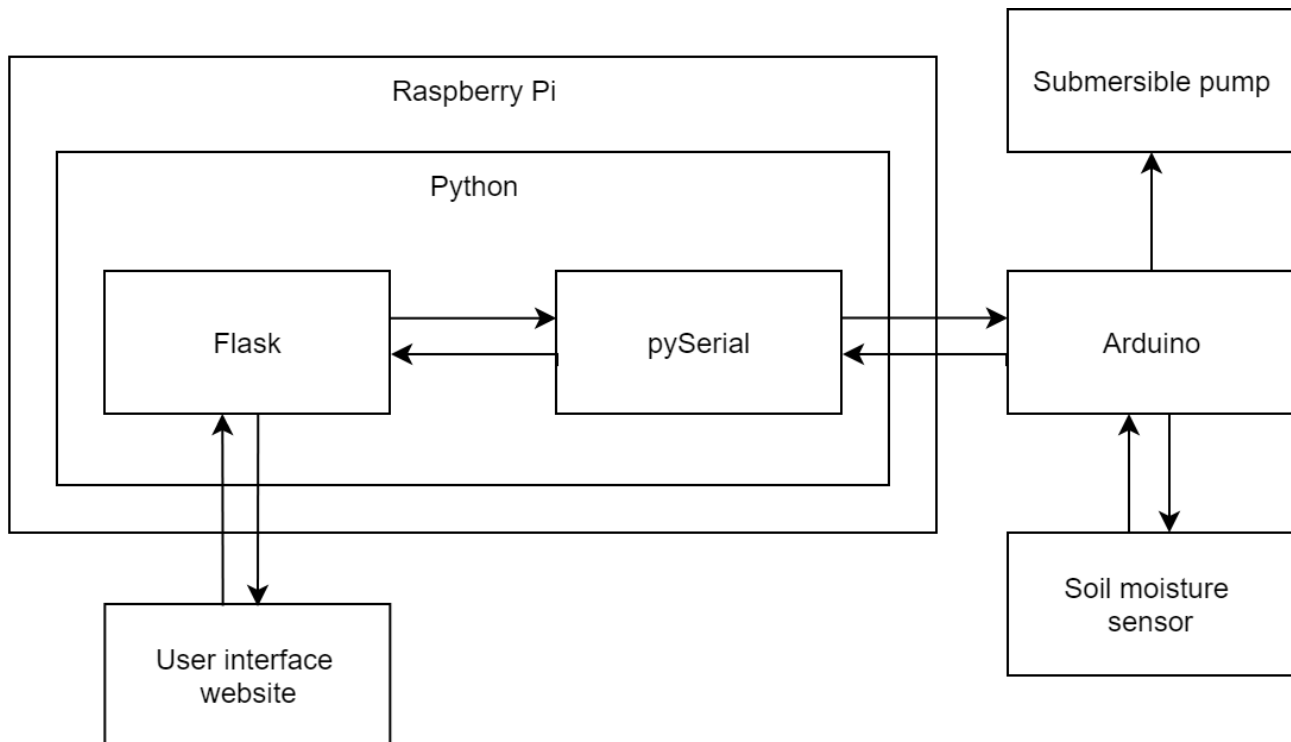 Submersible pump
Raspberry Pi
Python
Flask
pySerial
Arduino
Soil moisture
sensor
User interface
website